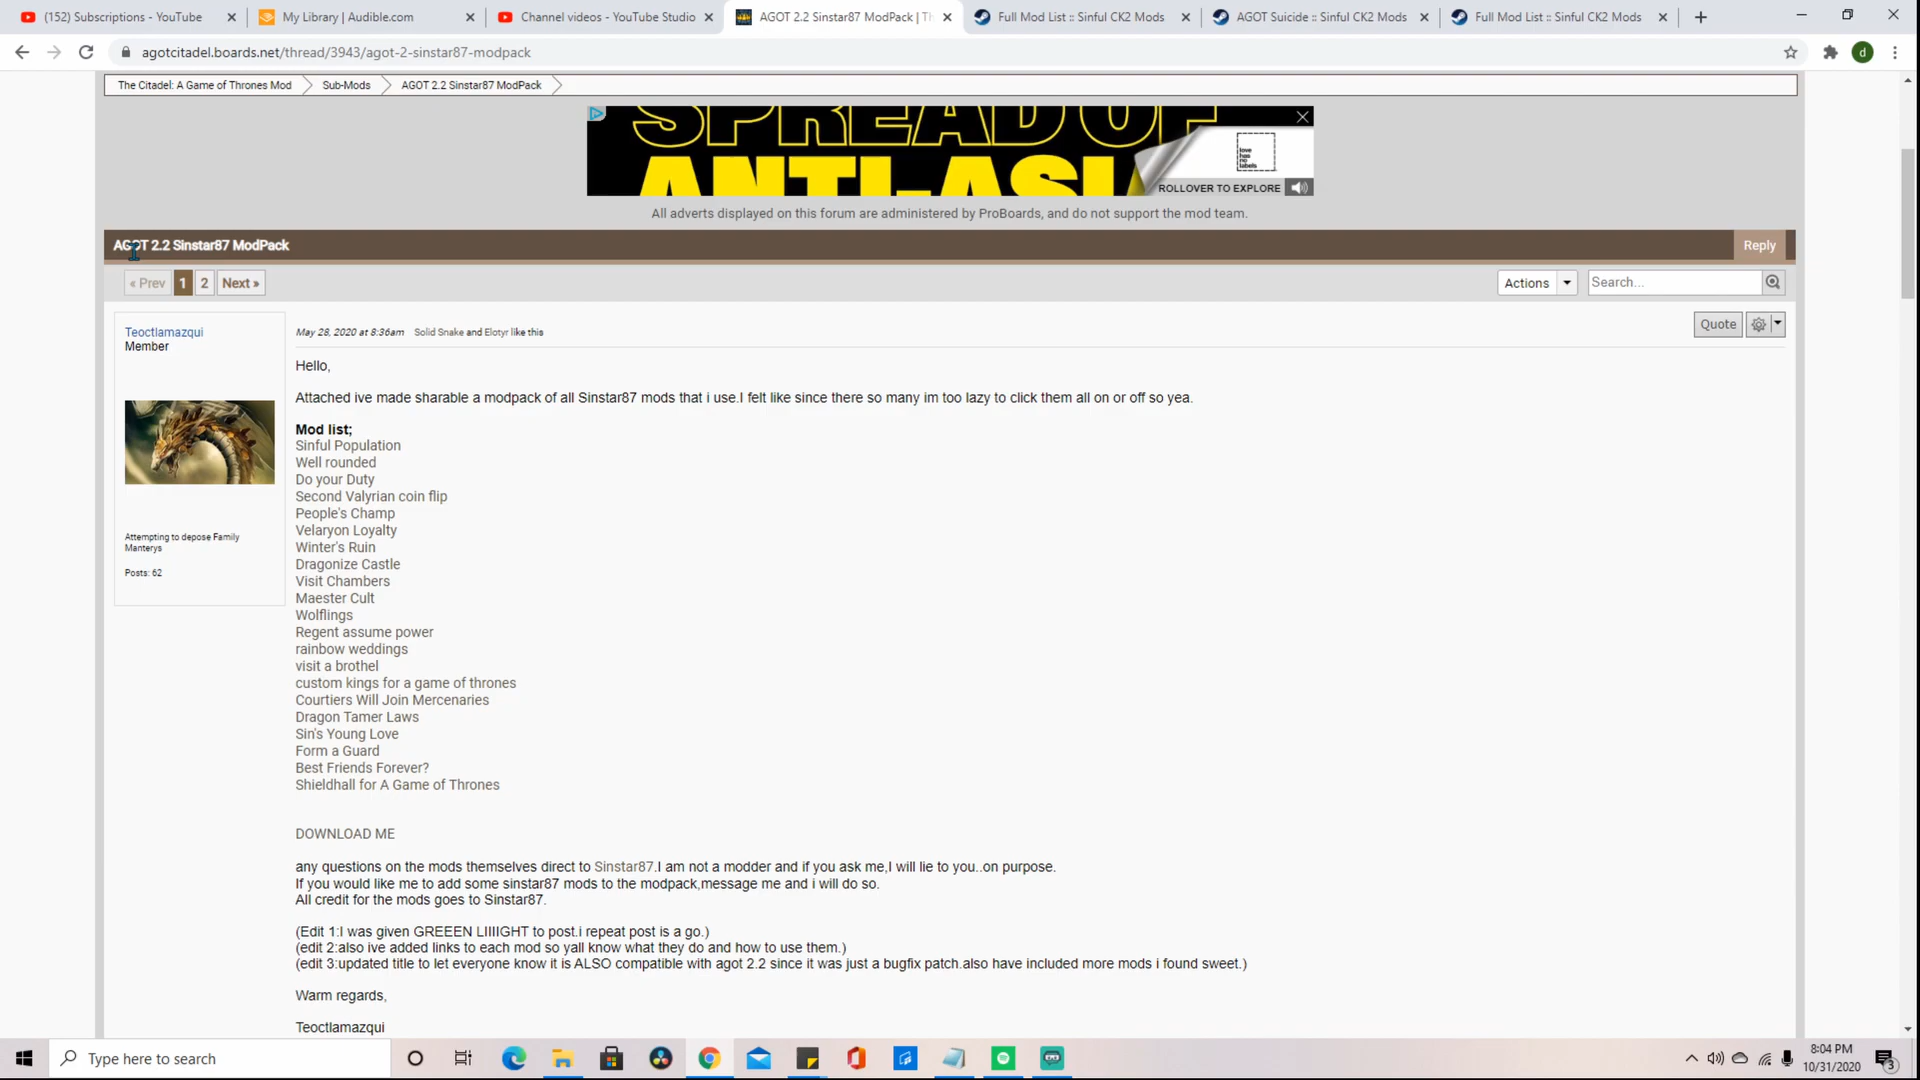 (152) Subscriptions - YouTube
My Library | Audible.com
Channel videos - YouTube Studio
AGOT 2.2 Sinstar87 ModPack | Th
Full Mod List :: Sinful CK2 Mods
AGOT Suicide :: Sinful CK2 Mods
Full Mod List :: Sinful CK2 Mods
agotcitadel.boards.net/thread/3943/agot-2-sinstar87-modpack
d
The Citadel: A Game of Thrones Mod
Sub-Mods
AGOT 2.2 Sinstar87 ModPack
SPREAD OF
ANTI-ASI
love has no labels
ROLLOVER TO EXPLORE
All adverts displayed on this forum are administered by ProBoards, and do not support the mod team.
AGOT 2.2 Sinstar87 ModPack
Reply
« Prev 1 2 Next »
Actions
Search...
Teoctlamazqui
Member
Attempting to depose Family
Manterys
Posts: 62
May 28, 2020 at 8:36am Solid Snake and Elotyr like this
Quote
Hello,
Attached ive made sharable a modpack of all Sinstar87 mods that i use.I felt like since there so many im too lazy to click them all on or off so yea.
Mod list;
Sinful Population
Well rounded
Do your Duty
Second Valyrian coin flip
People's Champ
Velaryon Loyalty
Winter's Ruin
Dragonize Castle
Visit Chambers
Maester Cult
Wolflings
Regent assume power
rainbow weddings
visit a brothel
custom kings for a game of thrones
Courtiers Will Join Mercenaries
Dragon Tamer Laws
Sin's Young Love
Form a Guard
Best Friends Forever?
Shieldhall for A Game of Thrones
DOWNLOAD ME
any questions on the mods themselves direct to Sinstar87.I am not a modder and if you ask me,I will lie to you..on purpose.
If you would like me to add some sinstar87 mods to the modpack,message me and i will do so.
All credit for the mods goes to Sinstar87.
(Edit 1:I was given GREEEN LIIIIGHT to post.i repeat post is a go.)
(edit 2:also ive added links to each mod so yall know what they do and how to use them.)
(edit 3:updated title to let everyone know it is ALSO compatible with agot 2.2 since it was just a bugfix patch.also have included more mods i found sweet.)
Warm regards,
Teoctlamazqui
Type here to search
8:04 PM
10/31/2020
3